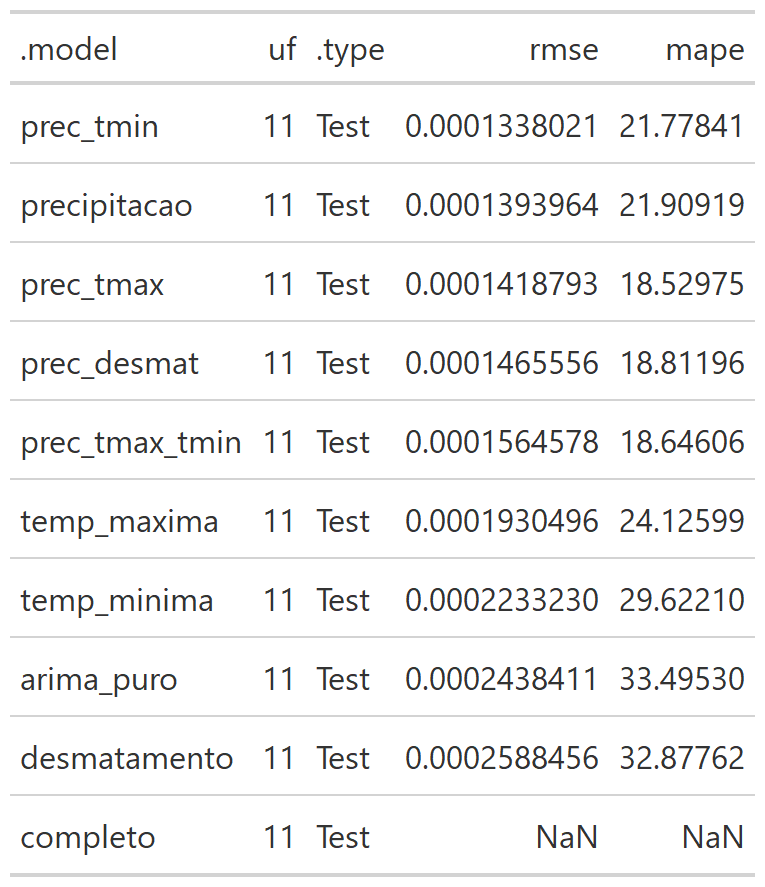 .model uf .type rmse mape
prec_tmin 11 Test 0.0001338021 21.77841
precipitacao 11 Test 0.0001393964 21.90919
prec_tmax 11 Test 0.0001418793 18.52975
prec_desmat 11 Test 0.0001465556 18.81196
prec_tmax_tmin 11 Test 0.0001564578 18.64606
temp_maxima 11 Test 0.0001930496 24.12599
temp_minima 11 Test 0.0002233230 29.62210
arima_puro 11 Test 0.0002438411 33.49530
desmatamento 11 Test 0.0002588456 32.87762
completo 11 Test NaN NaN